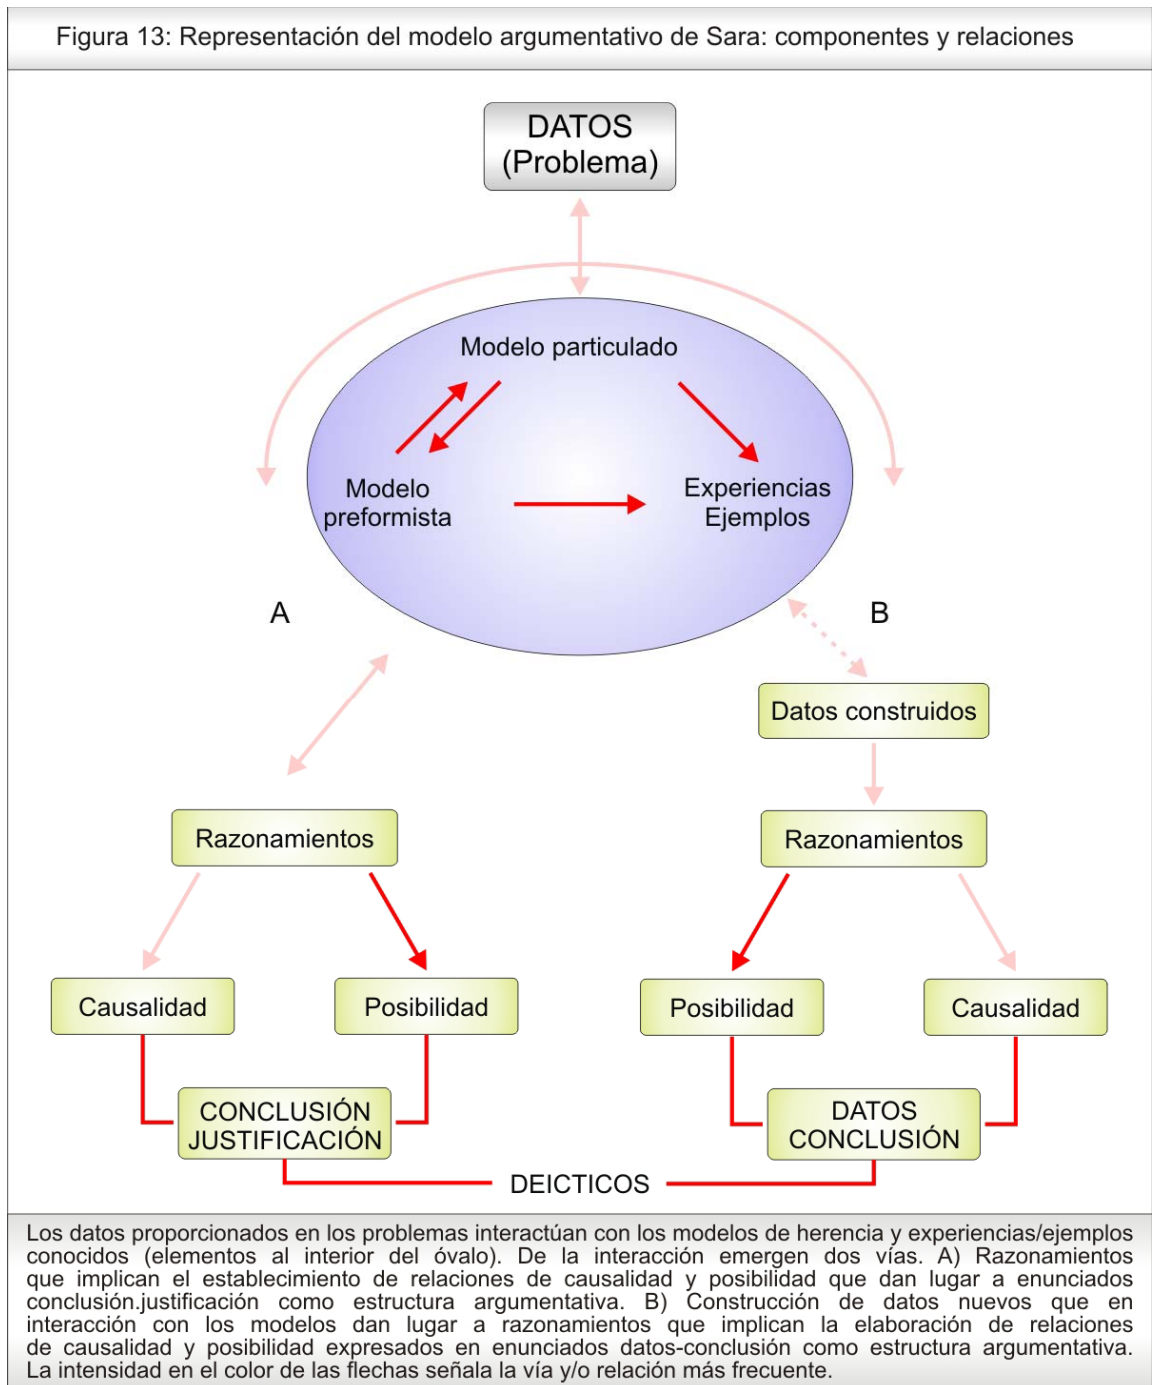 Figura 13: Representación del modelo argumentativo de Sara: componentes y relaciones
DATOS
(Problema)
Modelo particulado
Modelo
preformista
Experiencias
Ejemplos
A
B
Datos construidos
Razonamientos
Razonamientos
Causalidad
Posibilidad
Posibilidad
Causalidad
CONCLUSIÓN
JUSTIFICACIÓN
DATOS
CONCLUSIÓN
DEICTICOS
Los datos proporcionados en los problemas interactúan con los modelos de herencia y experiencias/ejemplos
conocidos (elementos al interior del óvalo). De la interacción emergen dos vías. A) Razonamientos
que implican el establecimiento de relaciones de causalidad y posibilidad que dan lugar a enunciados
conclusión.justificación como estructura argumentativa. B) Construcción de datos nuevos que en
interacción con los modelos dan lugar a razonamientos que implican la elaboración de relaciones
de causalidad y posibilidad expresados en enunciados datos-conclusión como estructura argumentativa.
La intensidad en el color de las flechas señala la vía y/o relación más frecuente.